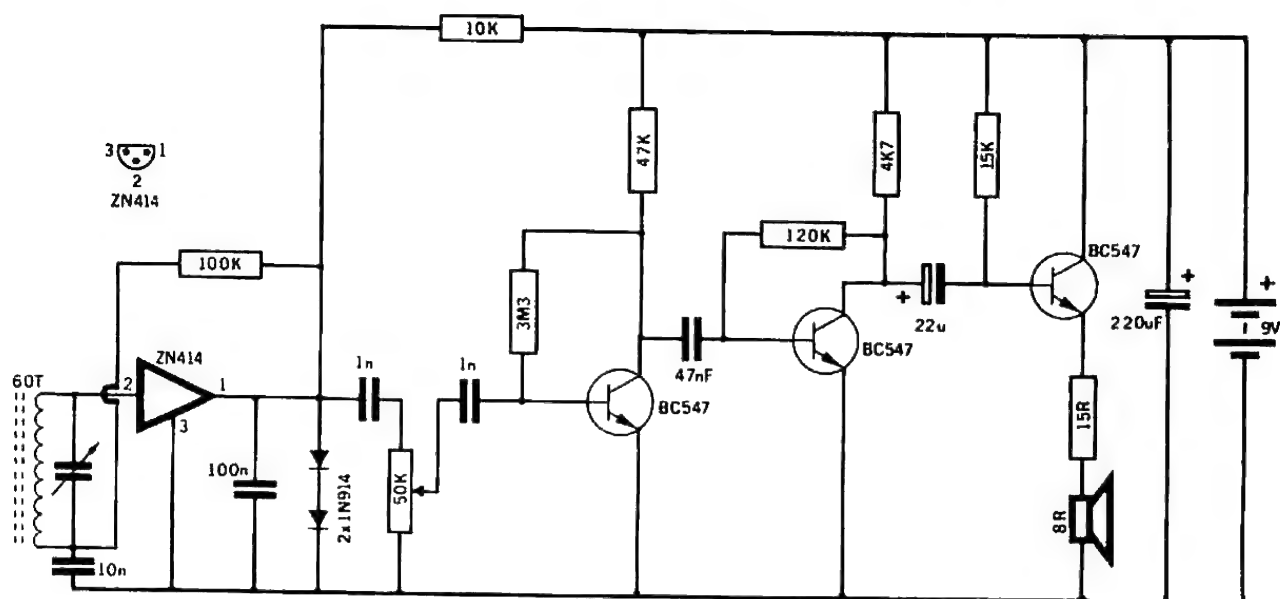 10K
47K
4K7
15K
3 1
2
ZN414
100K
3M3
120K
BC547
+
22u
220uF
+
+
9V
ZN414
60T
2
1
3
1n
1n
47nF
BC547
BC547
15R
100n
2x1N914
50K
8R
10n